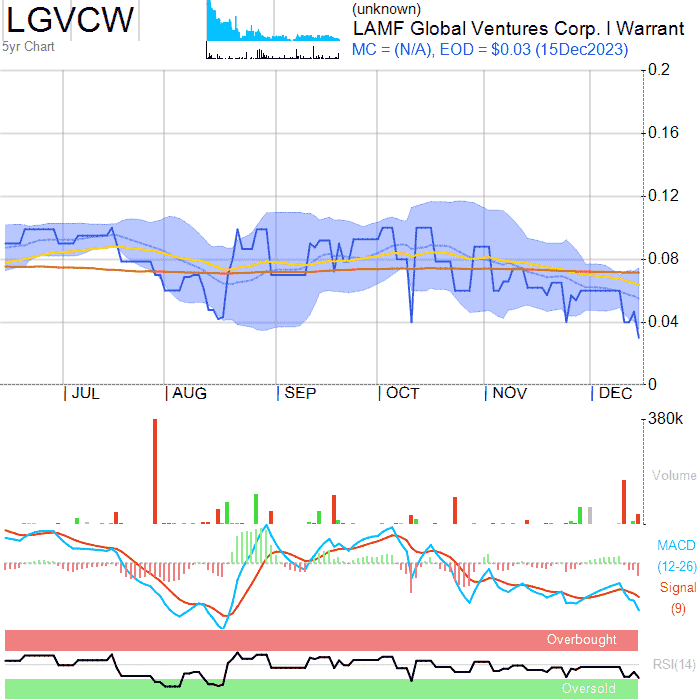 LGVCW
5yr Chart
(unknown)
LAMF Global Ventures Corp. I Warrant
MC = (N/A), EOD = $0.03 (15Dec2023)
0.2
0.16
0.12
0.08
0.04
0
JUL AUG SEP OCT NOV DEC
380k
Volume
MACD
(12-26)
Signal
(9)
Overbought
RSI(14)
Oversold